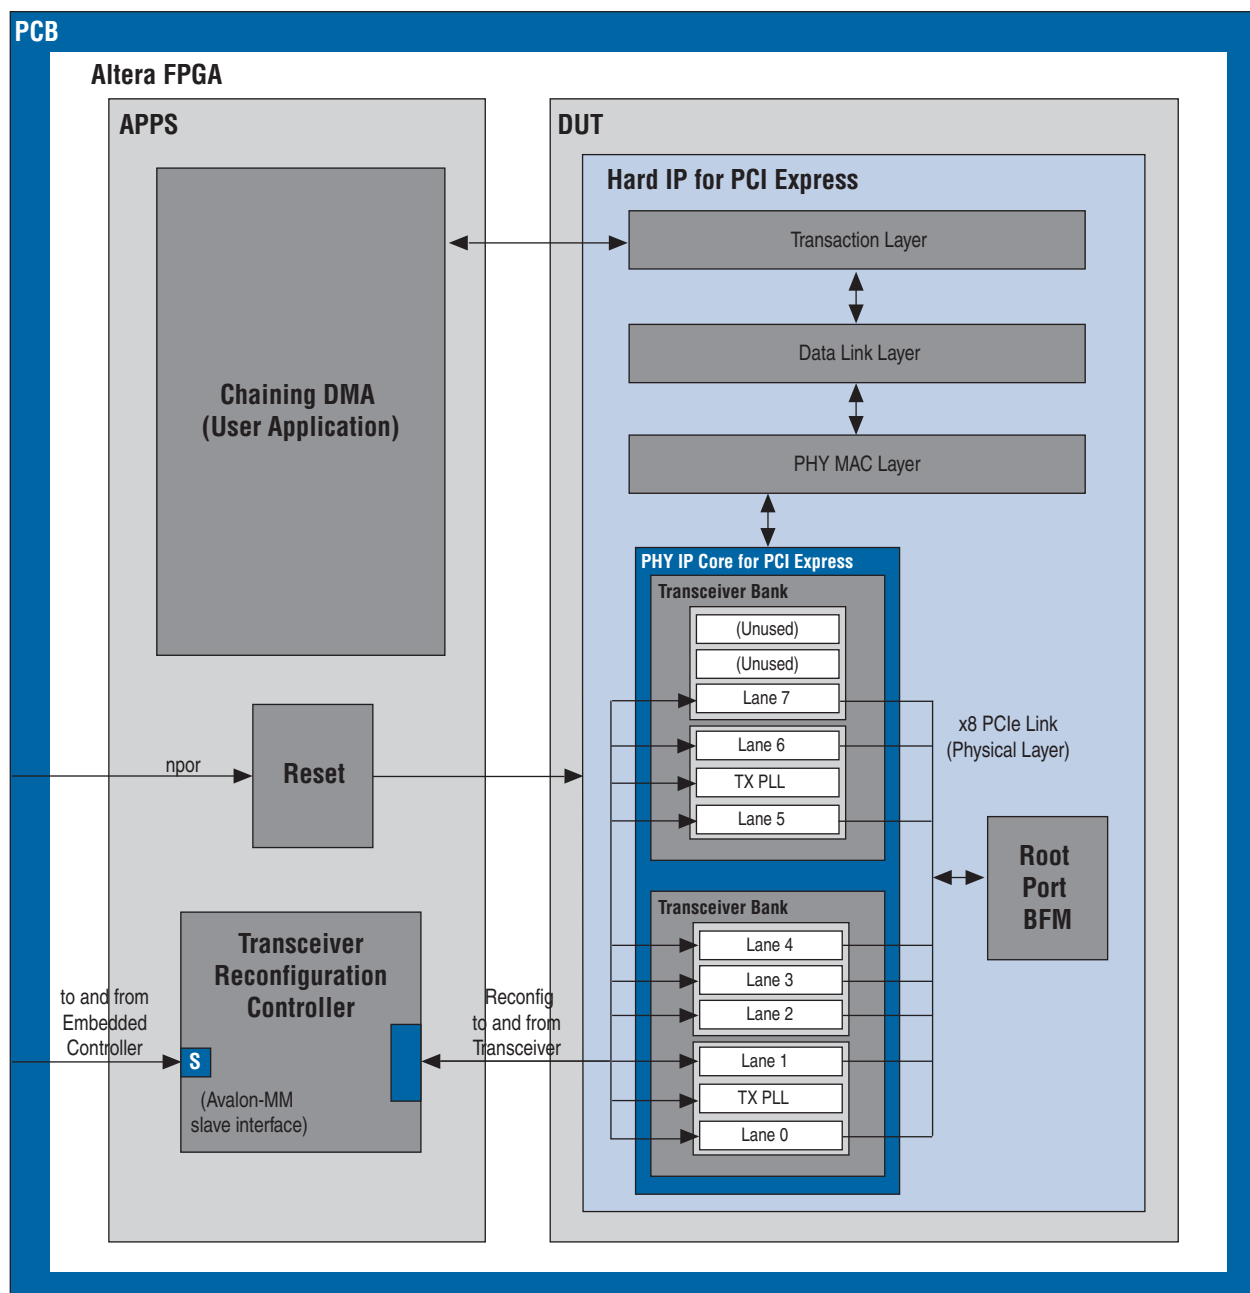 PCB
Altera FPGA
APPS
Chaining DMA
(User Application)
npor
Reset
Transceiver
Reconfiguration
Controller
to and from
Embedded
Controller
S
(Avalon-MM
slave interface)
Reconfig
to and from
Transceiver
DUT
Hard IP for PCI Express
Transaction Layer
Data Link Layer
PHY MAC Layer
PHY IP Core for PCI Express
Transceiver Bank
(Unused)
(Unused)
Lane 7
Lane 6
TX PLL
Lane 5
Transceiver Bank
Lane 4
Lane 3
Lane 2
Lane 1
TX PLL
Lane 0
x8 PCIe Link
(Physical Layer)
Root
Port
BFM